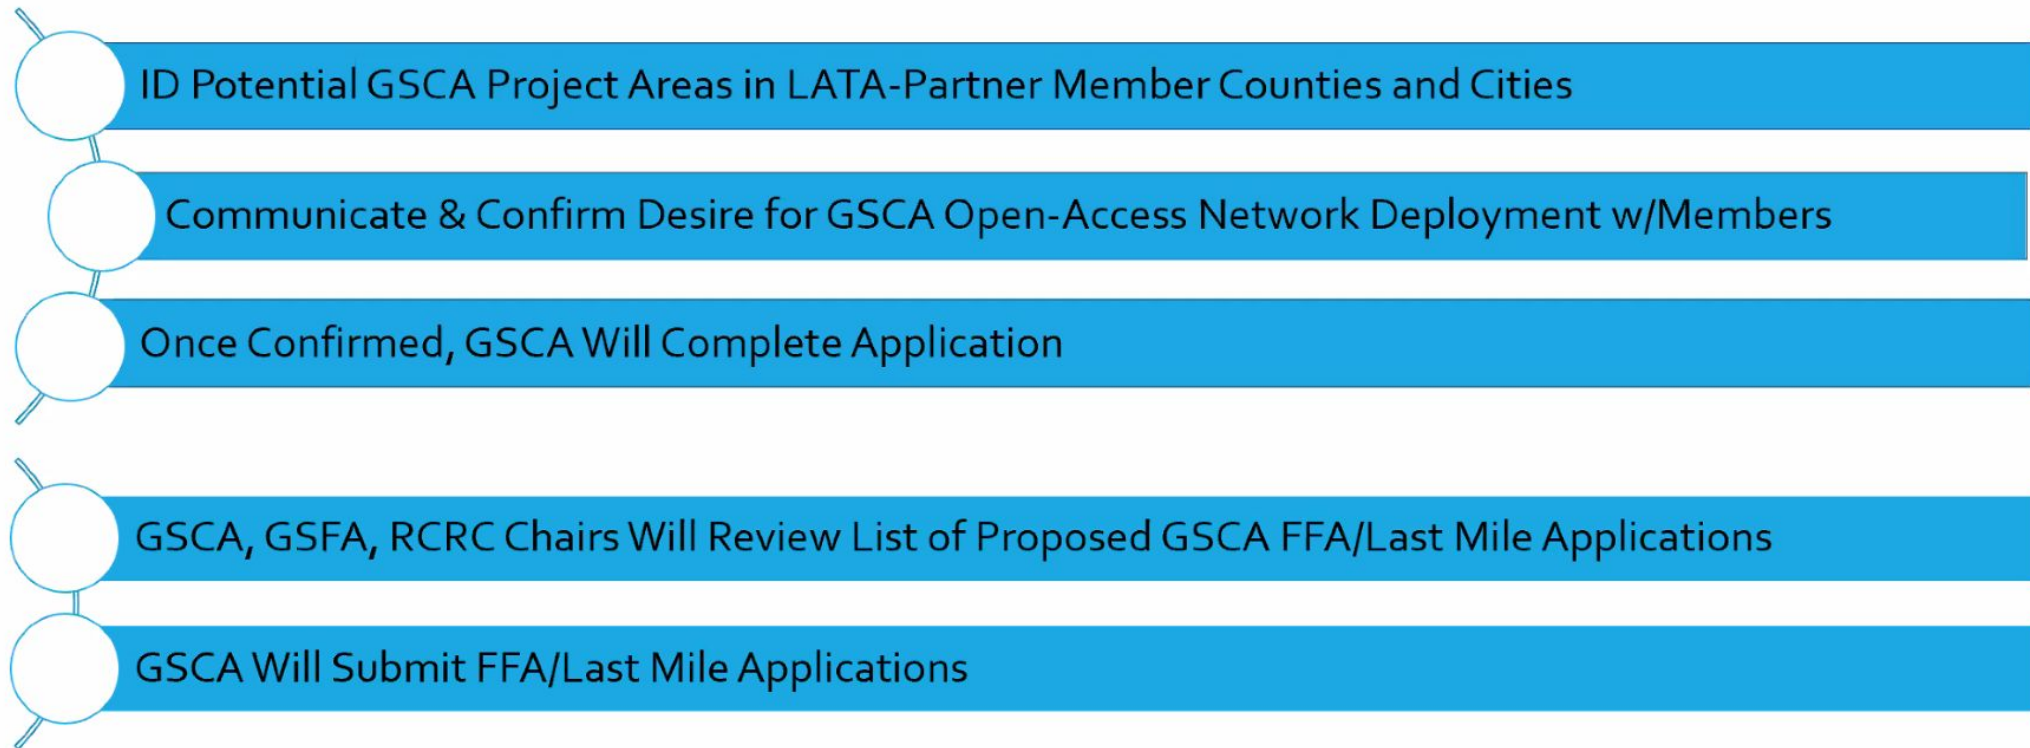 ID Potential GSCA Project Areas in LATA-Partner Member Counties and Cities
Communicate & Confirm Desire for GSCA Open-Access Network Deployment w/Members
Once Confirmed, GSCA Will Complete Application
GSCA, GSFA, RCRC Chairs Will Review List of Proposed GSCA FFA/Last Mile Applications
GSCA Will Submit FFA/Last Mile Applications